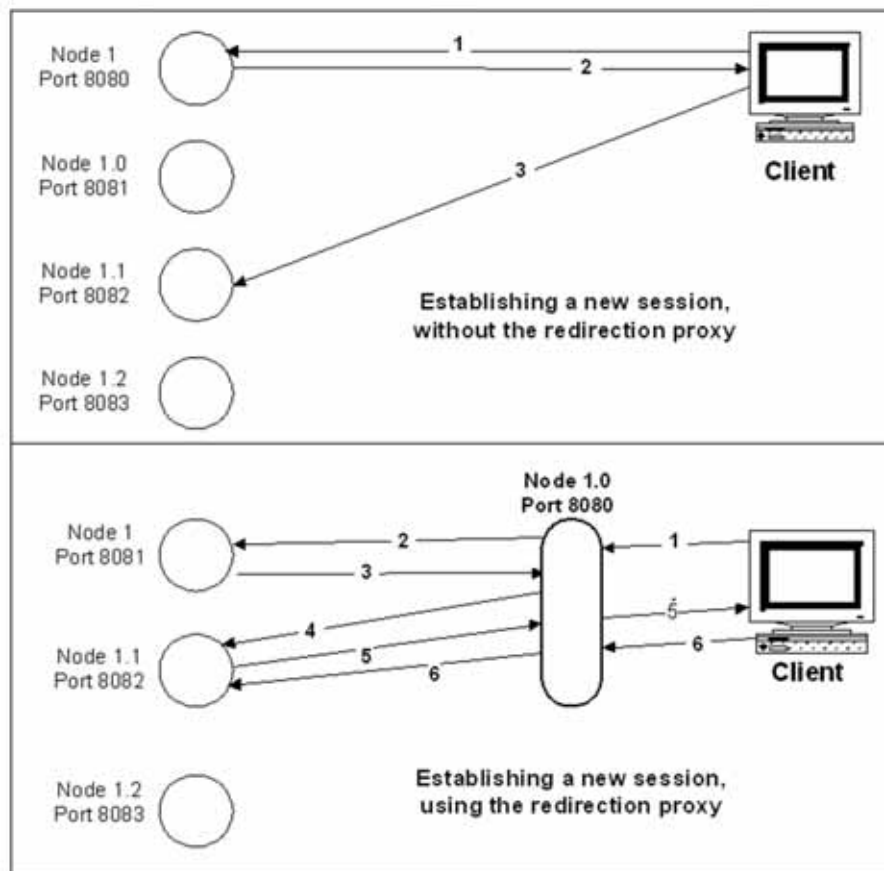 Node 1
Port 8080
1
2
Client
Node 1.0
Port 8081
3
Node 1.1
Port 8082
Establishing a new session,
without the redirection proxy
Node 1.2
Port 8083
Node 1.0
Port 8080
Node 1
Port 8081
2
1
3
4
5
5
6
6
Node 1.1
Port 8082
Client
Node 1.2
Port 8083
Establishing a new session,
using the redirection proxy